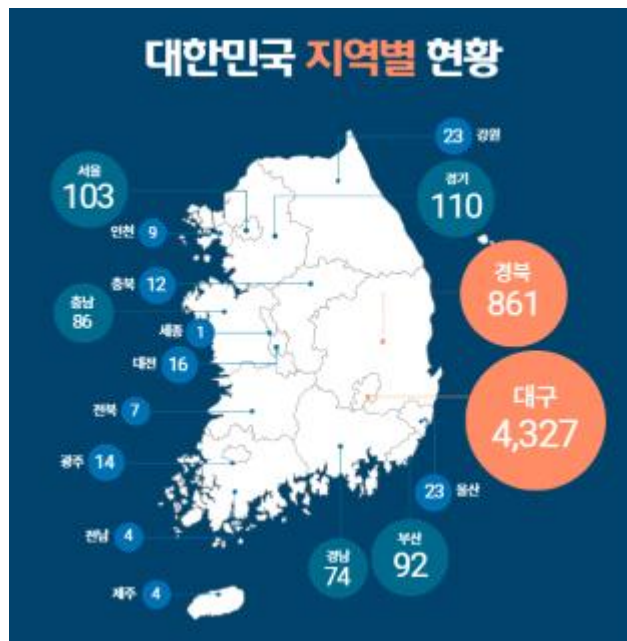 대한민국 지역별 현황
23 강원
서울
103
경기
110
인천 9
경북
861
충북 12
충남
86
세종 1
대전 16
대구
4,327
전북 7
광주 14
23 울산
전남 4
부산
92
경남
74
제주 4